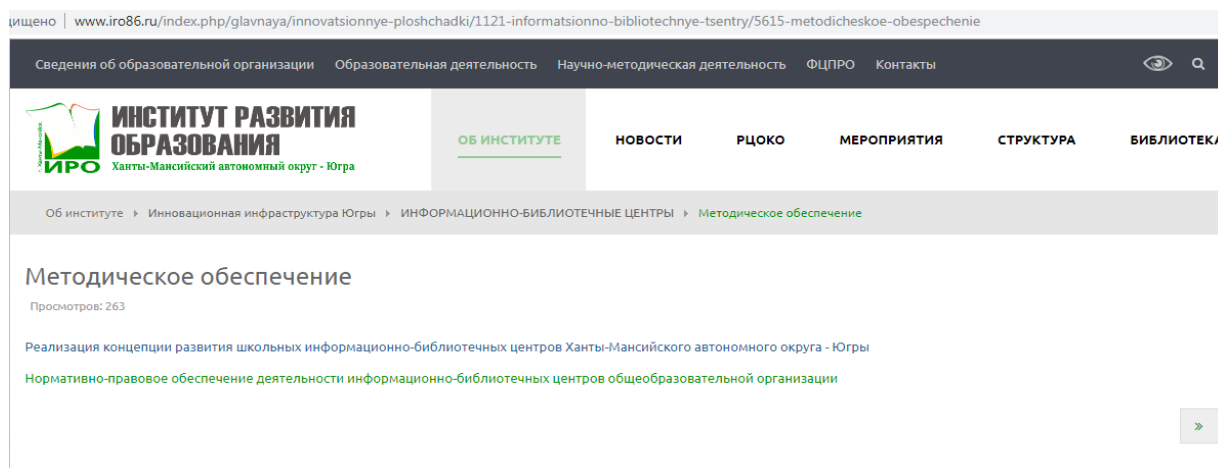 www.iro86.ru/index.php/glavnaya/innovatsionnye-ploshchadki/1121-informatsionno-bibliotechnye-tsentry/5615-metodicheskoe-obespechenie
Сведения об образовательной организации Образовательная деятельность Научно-методическая деятельность ФЦПРО Контакты
ИНСТИТУТ РАЗВИТИЯ
ОБРАЗОВАНИЯ
Ханты-Мансийский автономный округ - Югра
ИРО
г. Ханты-Мансийск
ОБ ИНСТИТУТЕ НОВОСТИ РЦОКО МЕРОПРИЯТИЯ СТРУКТУРА БИБЛИОТЕКА
Об институте Инновационная инфраструктура Югры ИНФОРМАЦИОННО-БИБЛИОТЕЧНЫЕ ЦЕНТРЫ Методическое обеспечение
Методическое обеспечение
Просмотров: 263
Реализация концепции развития школьных информационно-библиотечных центров Ханты-Мансийского автономного округа - Югры
Нормативно-правовое обеспечение деятельности информационно-библиотечных центров общеобразовательной организации
»